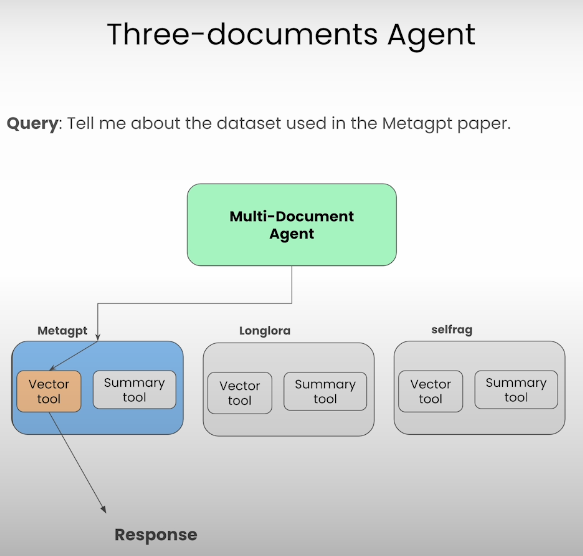 Three-documents Agent
Query: Tell me about the dataset used in the Metagpt paper.
Multi-Document
Agent
Metagpt
Longlora
selfrag
Vector
tool
Summary
tool
Vector
tool
Summary
tool
Vector
tool
Summary
tool
Response